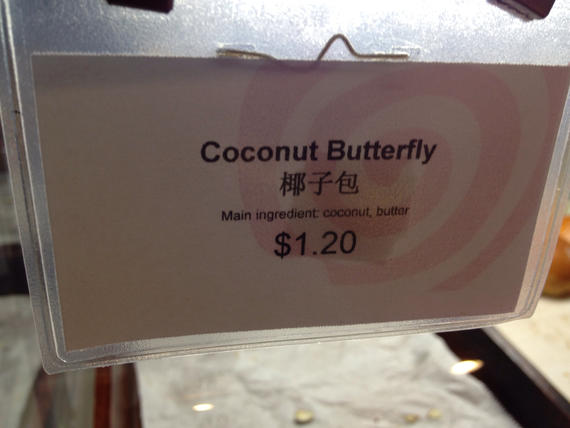 Coconut Butterfly
椰子包
Main ingredient: coconut, butter
$1.20